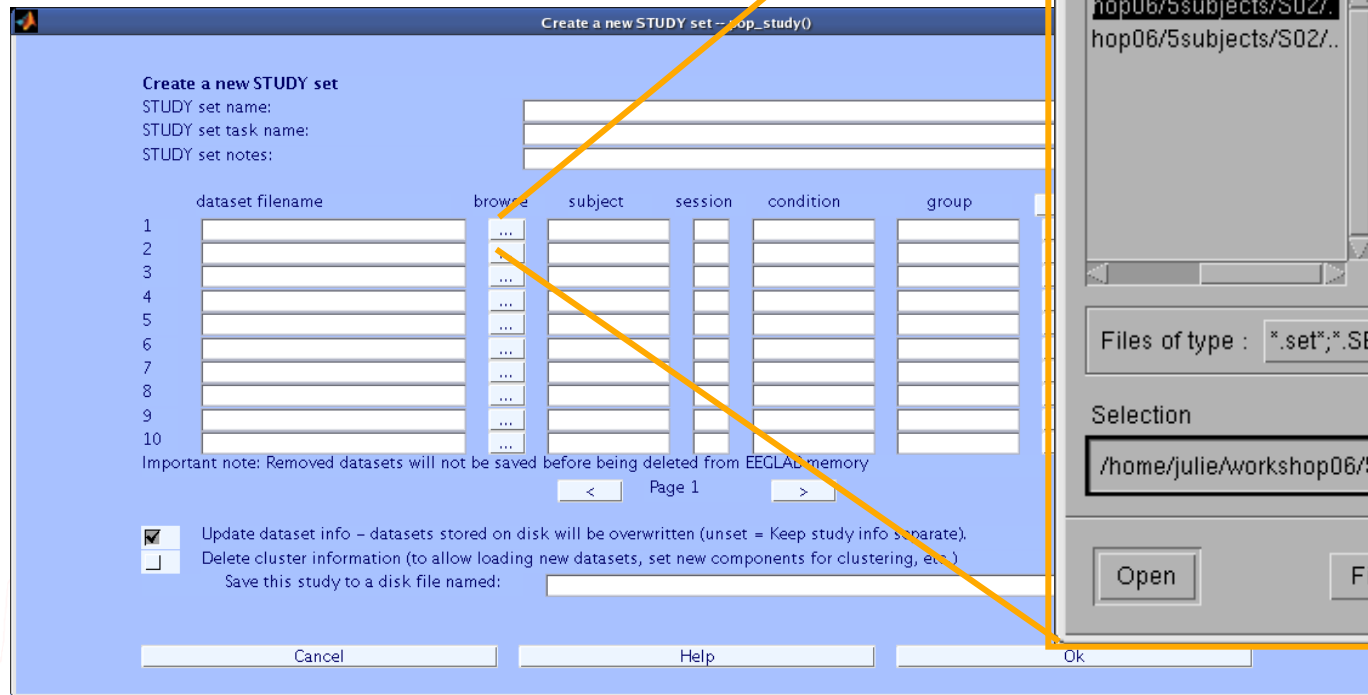 Create a new STUDY set -- pop_study()
Create a new STUDY set
STUDY set name:
STUDY set task name:
STUDY set notes:
dataset filename browse subject session condition group
1 ...
2 ...
3 ...
4 ...
5 ...
6 ...
7 ...
8 ...
9 ...
10 ...
Important note: Removed datasets will not be saved before being deleted from EEGLAB memory
< Page 1 >
Update dataset info – datasets stored on disk will be overwritten (unset = Keep study info separate).
Delete cluster information (to allow loading new datasets, set new components for clustering, etc.)
Save this study to a disk file named:
Cancel Help Ok
hop06/5subjects/S02/.
hop06/5subjects/S02/..
Files of type : *.set*;*.SE
Selection
/home/julie/workshop06/5
Open F